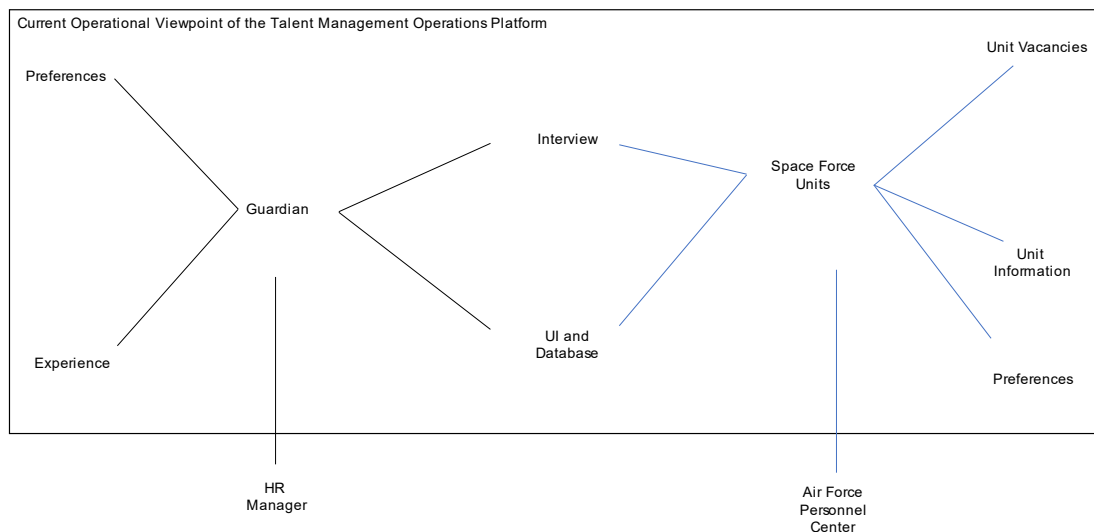 Current Operational Viewpoint of the Talent Management Operations Platform
Unit Vacancies
Preferences
Interview
Space Force
Units
Guardian
Unit
Information
UI and
Database
Experience
Preferences
HR
Manager
Air Force
Personnel
Center